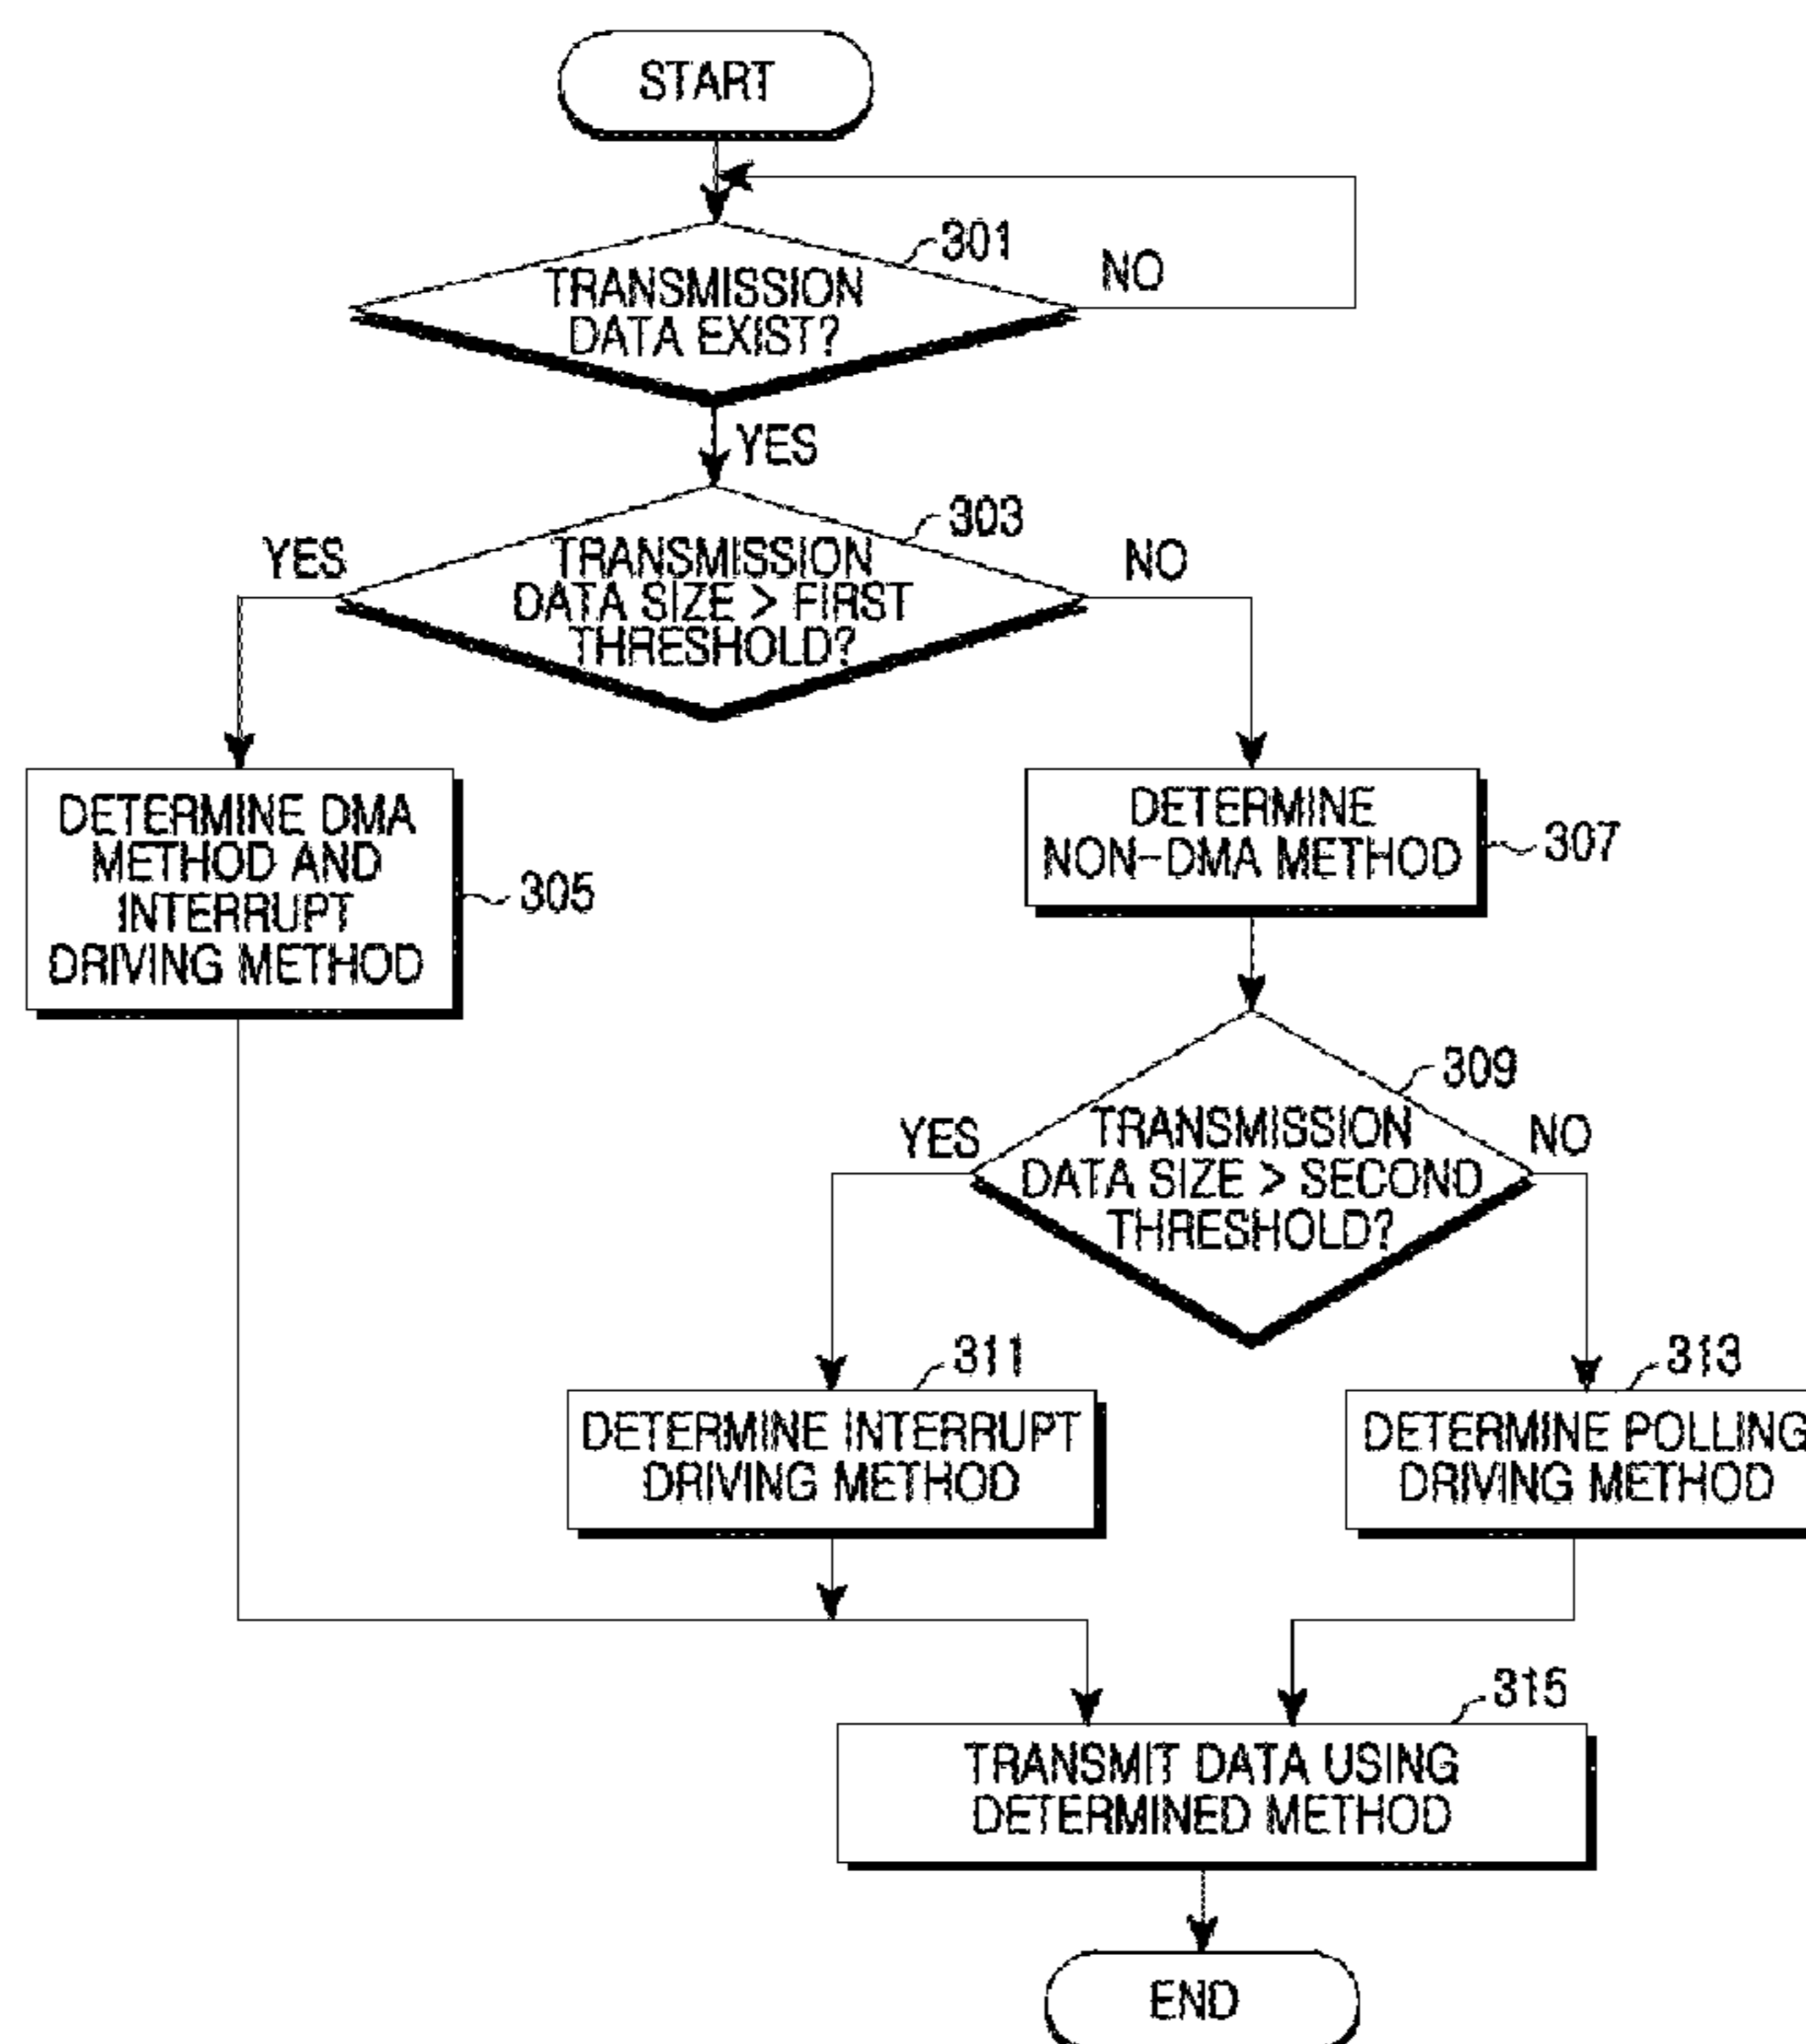 START
301
NO
TRANSMISSION
DATA EXIST?
YES
303
YES
NO
TRANSMISSION
DATA SIZE > FIRST
THRESHOLD?
DETERMINE DMA
METHOD AND
INTERRUPT
DRIVING METHOD
305
DETERMINE
NON-DMA METHOD
307
309
YES
NO
TRANSMISSION
DATA SIZE > SECOND
THRESHOLD?
311
DETERMINE INTERRUPT
DRIVING METHOD
313
DETERMINE POLLING
DRIVING METHOD
315
TRANSMIT DATA USING
DETERMINED METHOD
END